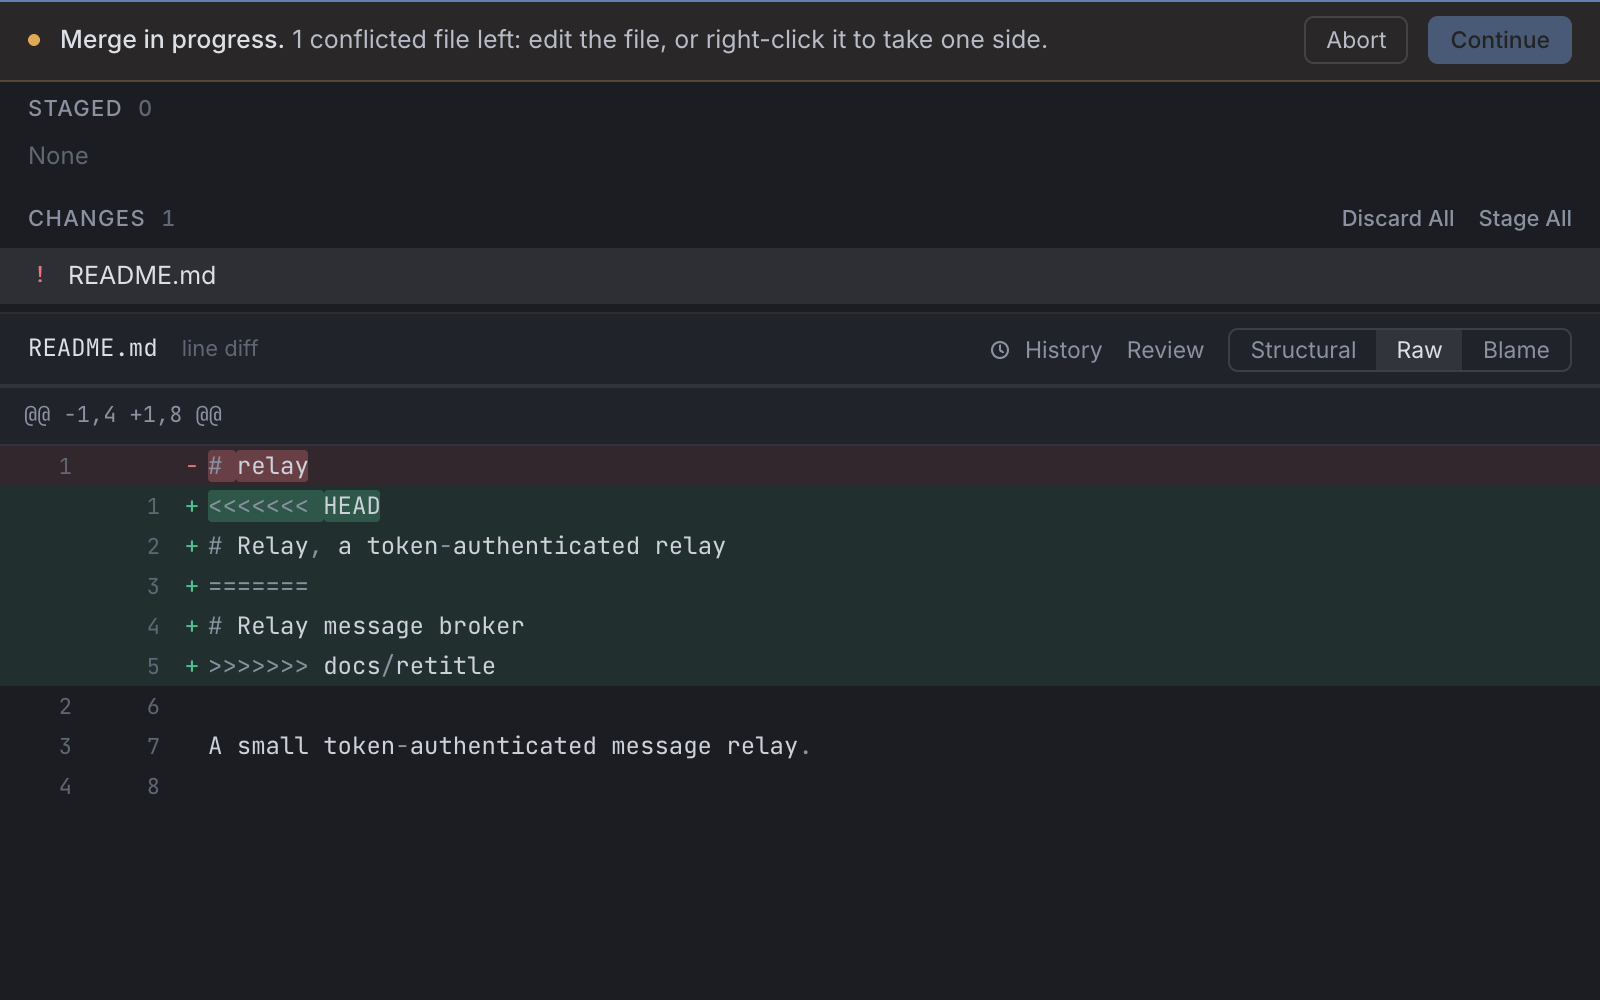 Merge in progress. 1 conflicted file left: edit the file, or right-click it to take one side.
Abort
Continue
STAGED 0
None
CHANGES 1
Discard All
Stage All
! README.md
README.md line diff
History
Review
Structural
Raw
Blame
@@ -1,4 +1,8 @@
1 - # relay
1 + <<<<<<< HEAD
2 + # Relay, a token-authenticated relay
3 + =======
4 + # Relay message broker
5 + >>>>>>> docs/retitle
2 6
3 7 A small token-authenticated message relay.
4 8